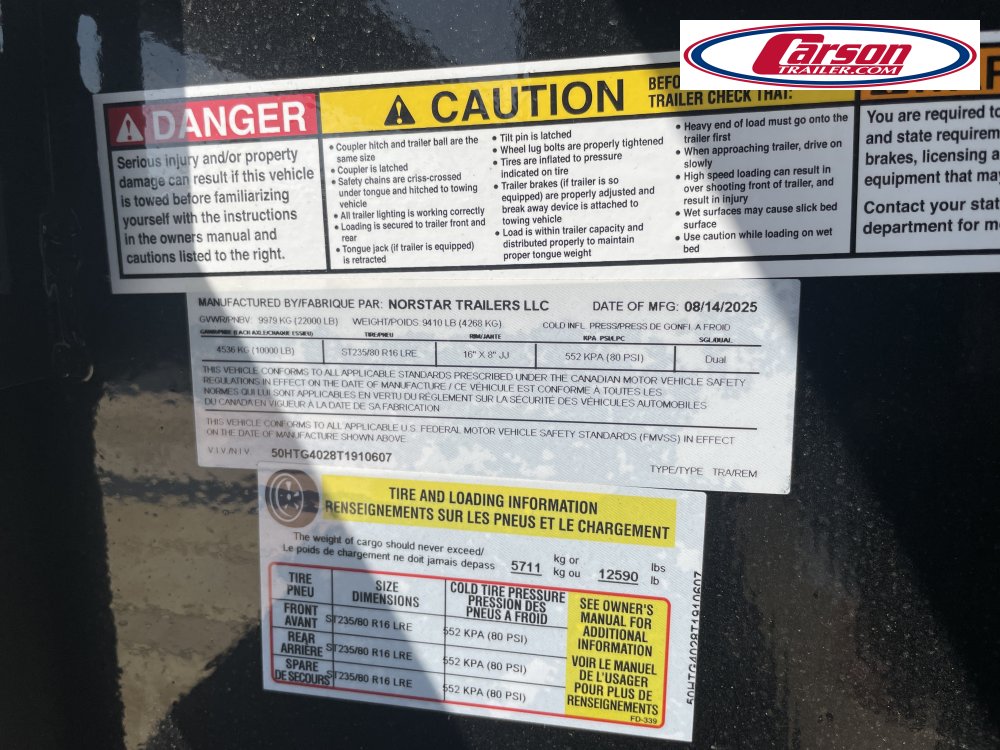 Carson
TRAILER.COM
DANGER
Serious injury and/or property
damage can result if this vehicle
is towed before familiarizing
yourself with the instructions
in the owners manual and
cautions listed to the right.
CAUTION
TRAILER CHECK THAT:
• Coupler hitch and trailer ball are the
same size
• Coupler is latched
• Safety chains are criss-crossed
under tongue and hitched to towing
vehicle
• All trailer lighting is working correctly
• Loading is secured to trailer front and
rear
• Tongue jack (if trailer is equipped)
is retracted
• Tilt pin is latched
• Wheel lug bolts are properly tightened
• Tires are inflated to pressure
indicated on tire
• Trailer brakes (if trailer is so
equipped) are properly adjusted and
break away device is attached to
towing vehicle
• Load is within trailer capacity and
distributed properly to maintain
proper tongue weight
• Heavy end of load must go onto the
trailer first
• When approaching trailer, drive on
slowly
• High speed loading can result in
over shooting front of trailer, and
result in injury
• Wet surfaces may cause slick bed
surface
• Use caution while loading on wet
bed
You are required to
and state
brakes, licensing
equipment that
Contact your
department for
MANUFACTURED BY/FABRIQUE PAR: NORSTAR TRAILERS LLC DATE OF MFG: 08/14/2025
GVWR/PNBV 9979 KG (22000 LB) WEIGHT/POIDS: 9410 LB (4268 KG) COLD INFL. PRESS/PRESS DE GONFL A FROID
GAWR/PNBE (EACH AXLE/CHAQUE ESSIEU) TIRE/PNEU RIM/JANTE KPA PSI/LPC SGL/DUAL
4536 KG (10000 LB) ST235/80 R16 LRE 16" X 8" JJ 552 KPA (80 PSI) Dual
THIS VEHICLE CONFORMS TO ALL APPLICABLE STANDARDS PRESCRIBED UNDER THE CANADIAN MOTOR VEHICLE SAFETY
REGULATIONS IN EFFECT ON THE DATE OF MANUFACTURE / CE VÉHICULE EST CONFORME À TOUTES LES
NORMES QUI LUI SONT APPLICABLES EN VERTU DU RÈGLEMENT SUR LA SÉCURITÉ DES VÉHICULES AUTOMOBILES
DU CANADA EN VIGUEUR À LA DATE DE SA FABRICATION
THIS VEHICLE CONFORMS TO ALL APPLICABLE U.S. FEDERAL MOTOR VEHICLE SAFETY STANDARDS (FMVSS) IN EFFECT
ON THE DATE OF MANUFACTURE SHOWN ABOVE
V.I.V./N.I.V. 50HTG4028T1910607 TYPE/TYPE TRA/REM
TIRE AND LOADING INFORMATION
RENSEIGNEMENTS SUR LES PNEUS ET LE CHARGEMENT
The weight of cargo should never exceed/ kg or lbs
Le poids de chargement ne doit jamais depass 5711 kg ou 12590 lb
TIRE SIZE COLD TIRE PRESSURE
PNEU DIMENSIONS PRESSION DES
PNEUS A FROID
FRONT
AVANT ST235/80 R16 LRE 552 KPA (80 PSI)
REAR
ARRIÈRE ST235/80 R16 LRE 552 KPA (80 PSI)
SPARE
DE SECOURS ST235/80 R16 LRE 552 KPA (80 PSI)
SEE OWNER'S
MANUAL FOR
ADDITIONAL
INFORMATION
VOIR LE MANUEL
DE L'USAGER
POUR PLUS DE
RENSEIGNEMENTS
FD-339
50HTG4028T1910607